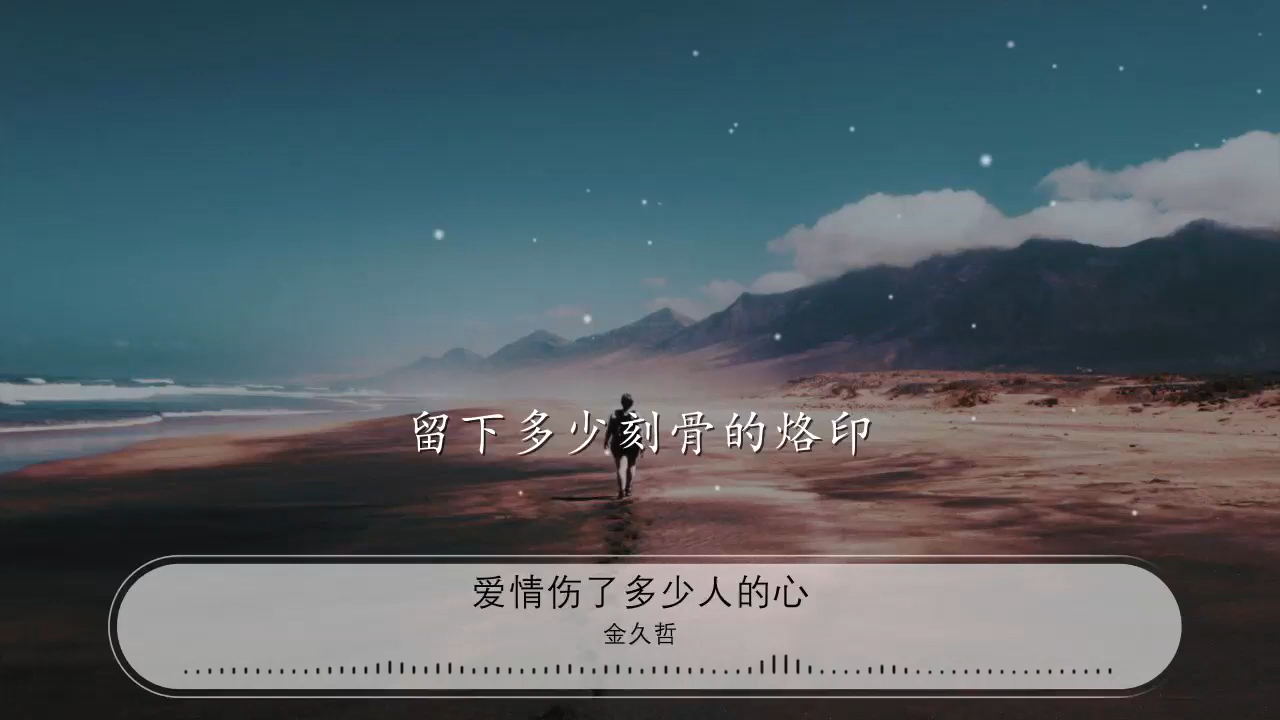 留下多少刻骨的烙印
爱情伤了多少人的心
金久哲